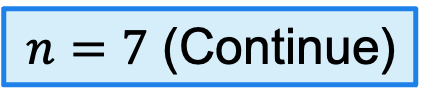 n = 7 (Continue)